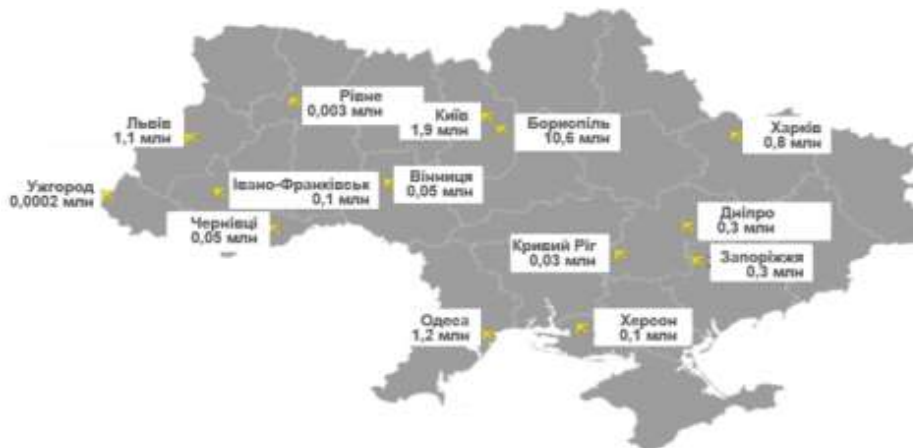 Рівне
0,003 млн
Київ
1,9 млн
Бориспіль
10,6 млн
Львів
1,1 млн
Харків
0,8 млн
Ужгород
0,0002 млн
Івано-Франківськ
0,1 млн
Вінниця
0,05 млн
Чернівці
0,05 млн
Дніпро
0,3 млн
Кривий Ріг
0,03 млн
Запоріжжя
0,3 млн
Одеса
1,2 млн
Херсон
0,1 млн